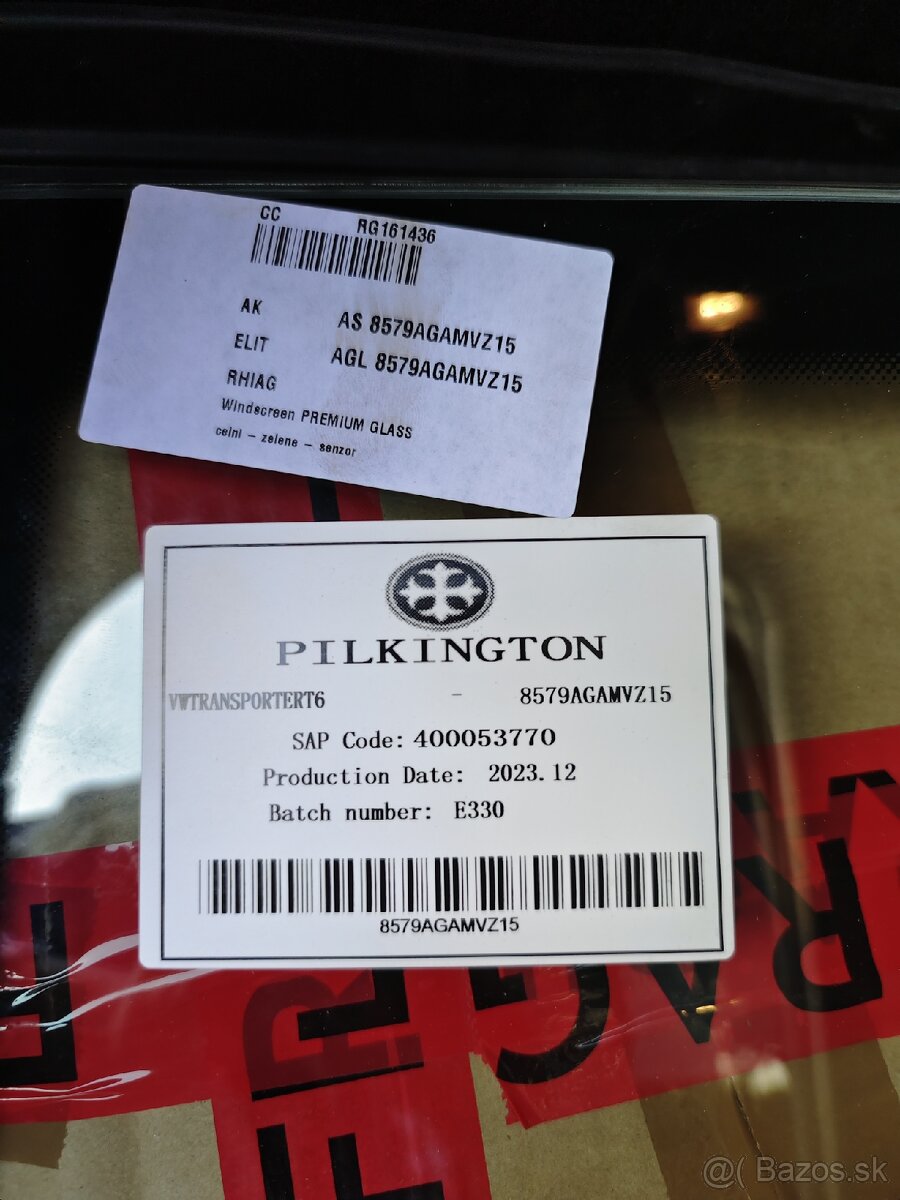 CC RG161436
AK AS 8579AGAMVZ15
ELIT AGL 8579AGAMVZ15
RHIAG
Windscreen PREMIUM GLASS
celni - zelene - senzor
PILKINGTON
VWTRANSPORTERT6 - 8579AGAMVZ15
SAP Code: 400053770
Production Date: 2023.12
Batch number: E330
8579AGAMVZ15
@( Bazos.sk